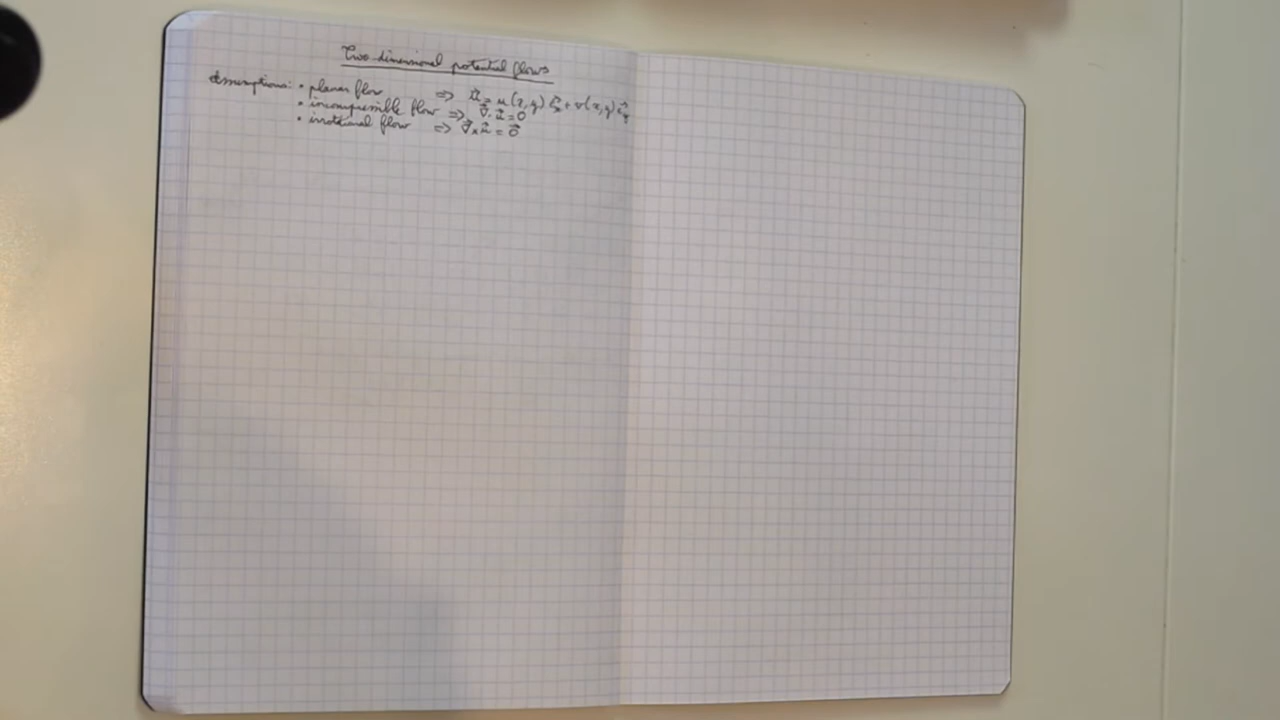 Two-dimensional potential flows
Assumptions: • planar flow ⇒ u⃗ = u(x,y) e⃗ₓ + v(x,y) e⃗ᵧ
• incompressible flow ⇒ ∇⃗ · u⃗ = 0
• irrotational flow ⇒ ∇⃗ × u⃗ = 0⃗